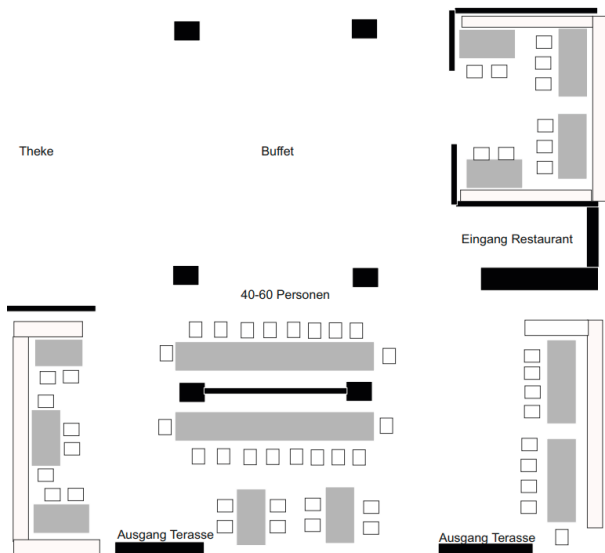 Theke
Buffet
Eingang Restaurant
40-60 Personen
Ausgang Terasse
Ausgang Terasse